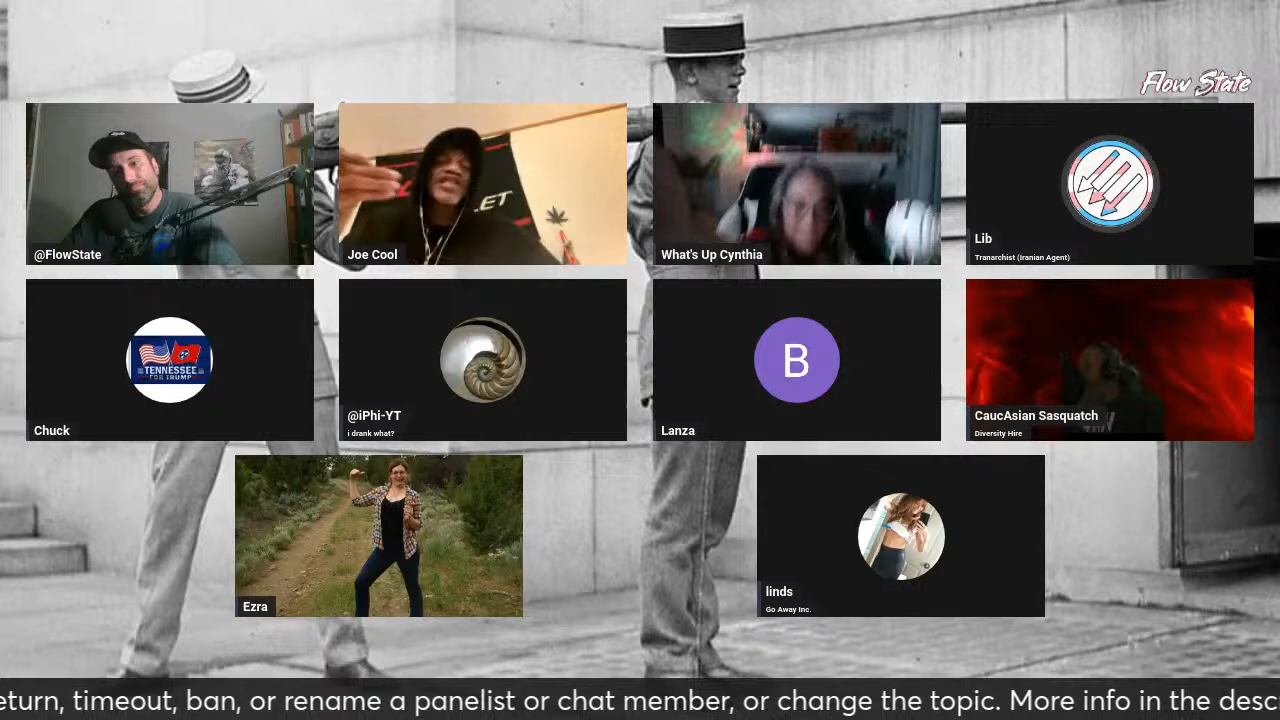 Flow State
@FlowState
Joe Cool
.ET
What's Up Cynthia
Lib
Tranarchist (Iranian Agent)
TENNESSEE
FOR TRUMP
Chuck
@iPhi-YT
i drank what?
B
Lanza
CaucAsian Sasquatch
Diversity Hire
Ezra
linds
Go Away Inc.
eturn, timeout, ban, or rename a panelist or chat member, or change the topic. More info in the desc